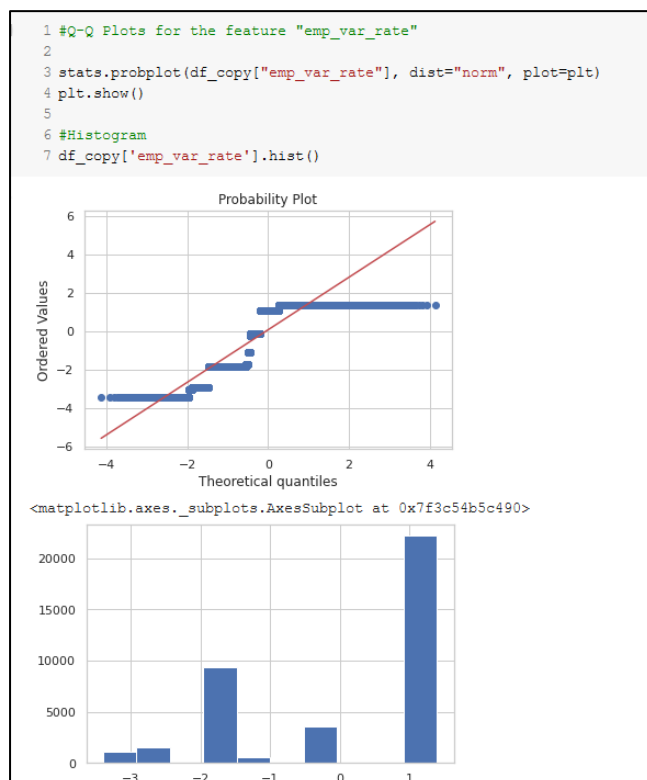 1 #Q-Q Plots for the feature "emp_var_rate"
2
3 stats.probplot(df_copy["emp_var_rate"], dist="norm", plot=plt)
4 plt.show()
5
6 #Histogram
7 df_copy['emp_var_rate'].hist()
Probability Plot
6
4
2
0
−2
−4
−6
Ordered Values
−4 −2 0 2 4
Theoretical quantiles
<matplotlib.axes._subplots.AxesSubplot at 0x7f3c54b5c490>
20000
15000
10000
5000
0
−3 −2 −1 0 1